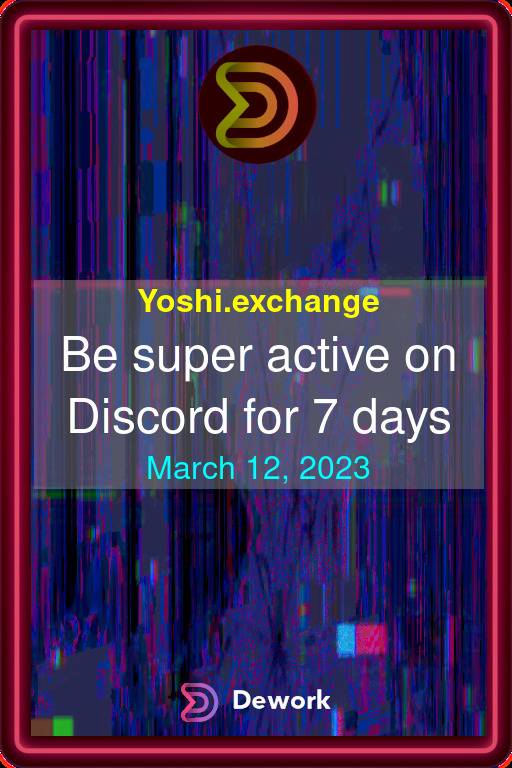 Yoshi.exchange
Be super active on
Discord for 7 days
March 12, 2023
Dework